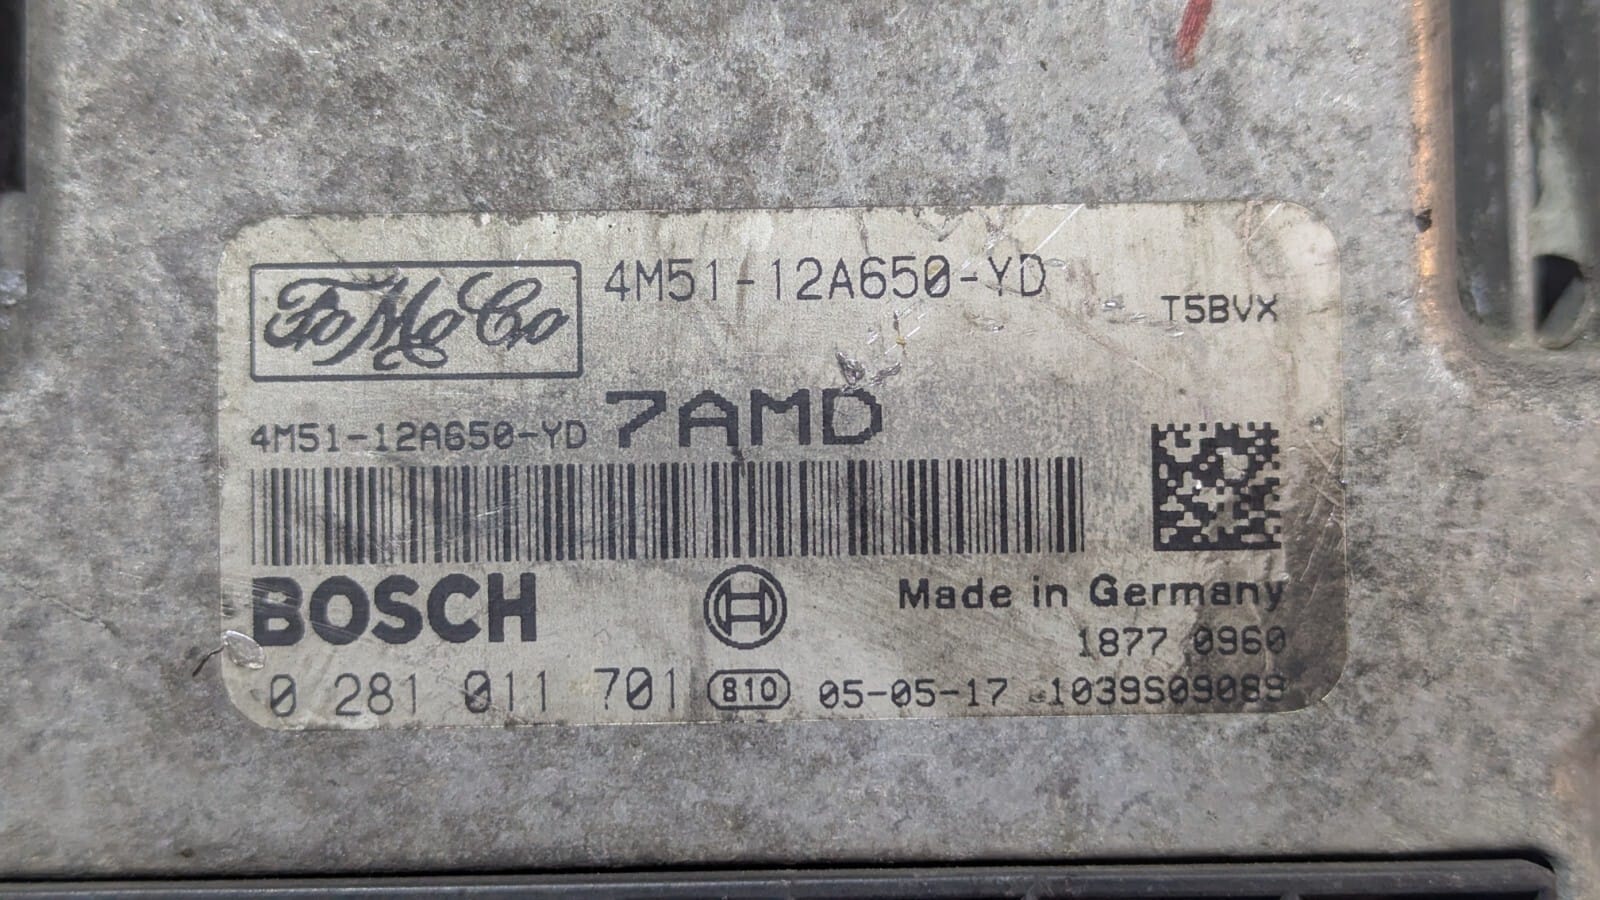 FoMoCo
4M51-12A650-YD
T5BVX
4M51-12A650-YD
7AMD
BOSCH
Made in Germany
1877 0960
0 281 011 701
810
05-05-17
1039S09089